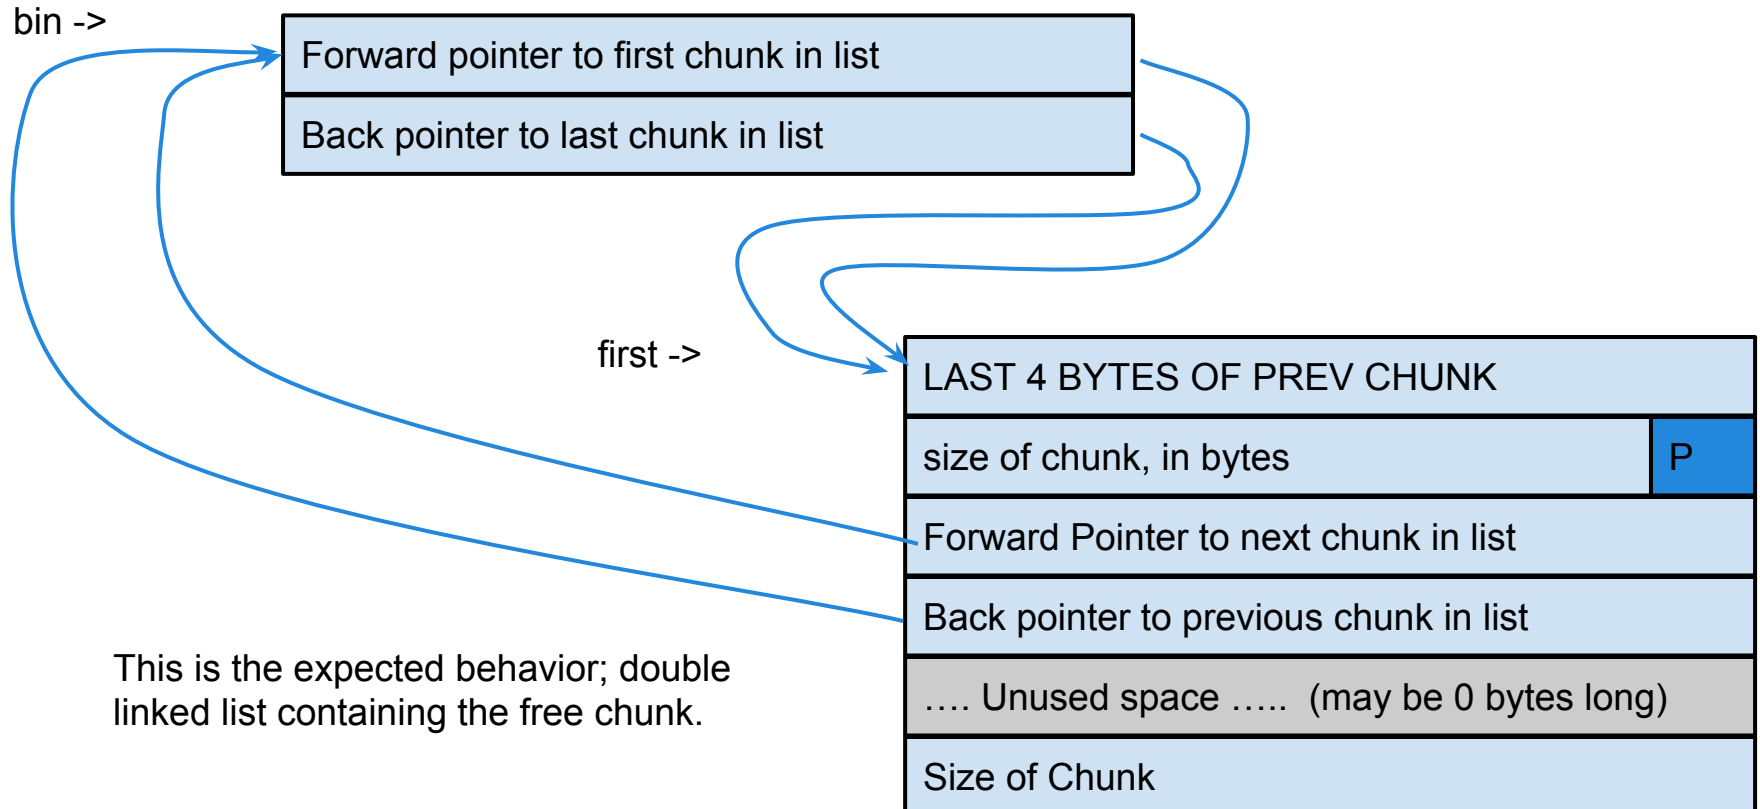 bin ->
Forward pointer to first chunk in list
Back pointer to last chunk in list
first ->
LAST 4 BYTES OF PREV CHUNK
size of chunk, in bytes
P
Forward Pointer to next chunk in list
Back pointer to previous chunk in list
…. Unused space ….. (may be 0 bytes long)
Size of Chunk
This is the expected behavior; double
linked list containing the free chunk.